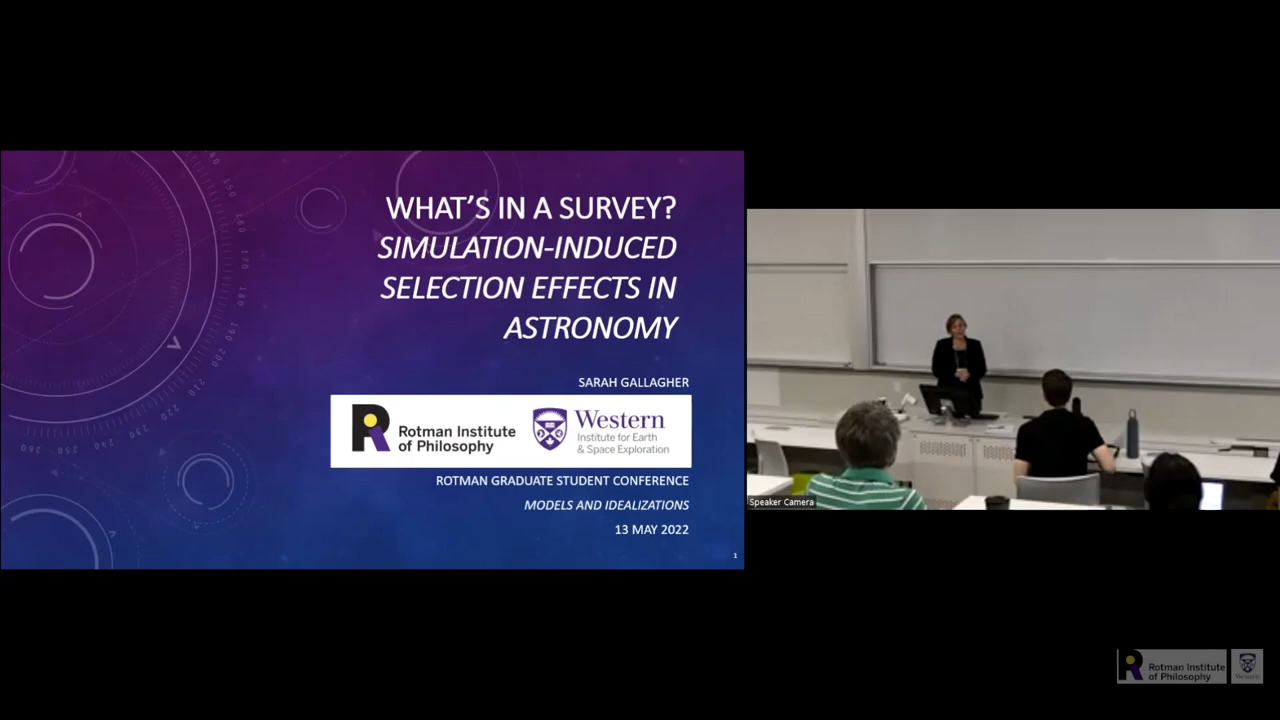 WHAT'S IN A SURVEY?
SIMULATION-INDUCED
SELECTION EFFECTS IN
ASTRONOMY
SARAH GALLAGHER
Rotman Institute
of Philosophy
Western
Institute for Earth
& Space Exploration
ROTMAN GRADUATE STUDENT CONFERENCE
MODELS AND IDEALIZATIONS
13 MAY 2022
1
Speaker Camera
Rotman Institute
of Philosophy
Western